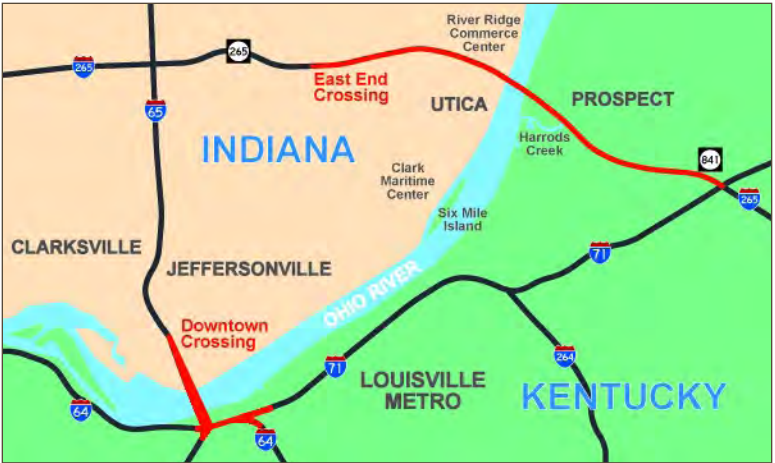 River Ridge
Commerce
Center
265
265
East End
Crossing
65
UTICA
PROSPECT
INDIANA
Harrods
Creek
841
Clark
Maritime
Center
265
Six Mile
Island
CLARKSVILLE
JEFFERSONVILLE
71
OHIO RIVER
Downtown
Crossing
71
264
LOUISVILLE
METRO
KENTUCKY
64
64